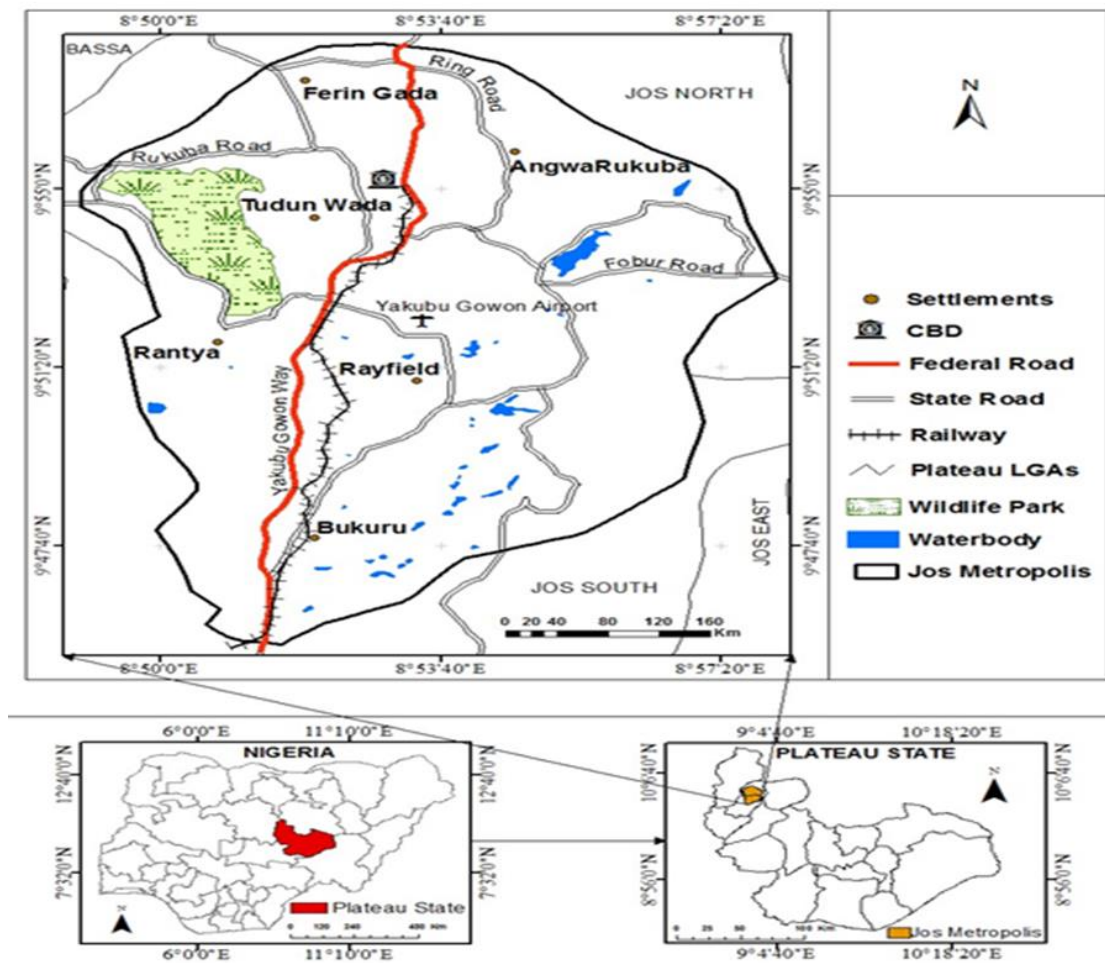 8°50'0"E 8°53'40"E 8°57'20"E
BASSA
Ring Road
Ferin Gada
JOS NORTH
N
Rukuba Road
AngwaRukuba
9°55'0"N
9°55'0"N
Tudun Wada
Fobur Road
Yakubu Gowon Airport
Settlements
CBD
Rantya
Rayfield
9°51'20"N
9°51'20"N
Federal Road
State Road
Yakubu Gowon Way
Railway
Plateau LGAs
Wildlife Park
Bukuru
Waterbody
9°47'40"N
9°47'40"N
JOS EAST
Jos Metropolis
JOS SOUTH
0 20 40 80 120 160
Km
8°50'0"E 8°53'40"E 8°57'20"E
6°0'0"E 11°10'0"E
NIGERIA
12°40'0"N
12°40'0"N
7°32'0"N
7°32'0"N
Plateau State
N
0 120 240 480 Km
6°0'0"E 11°10'0"E
9°4'40"E 10°18'20"E
PLATEAU STATE
N
8°56'0"N
8°56'0"N
0 25 50 100 Km
Jos Metropolis
9°4'40"E 10°18'20"E